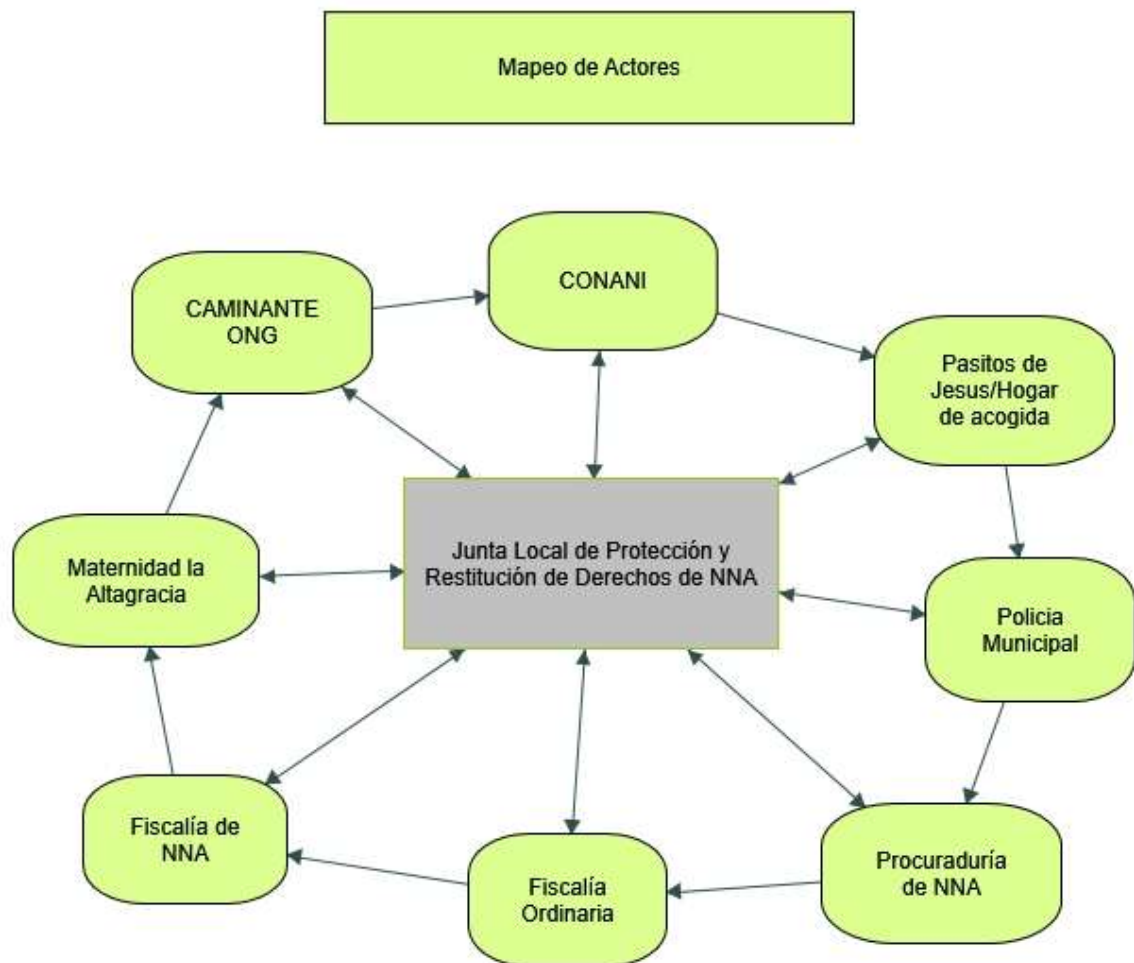 Mapeo de Actores
CONANI
CAMINANTE
ONG
Pasitos de
Jesus/Hogar
de acogida
Junta Local de Protección y
Restitución de Derechos de NNA
Maternidad la
Altagracia
Policia
Municipal
Fiscalía de
NNA
Fiscalía
Ordinaria
Procuraduría
de NNA